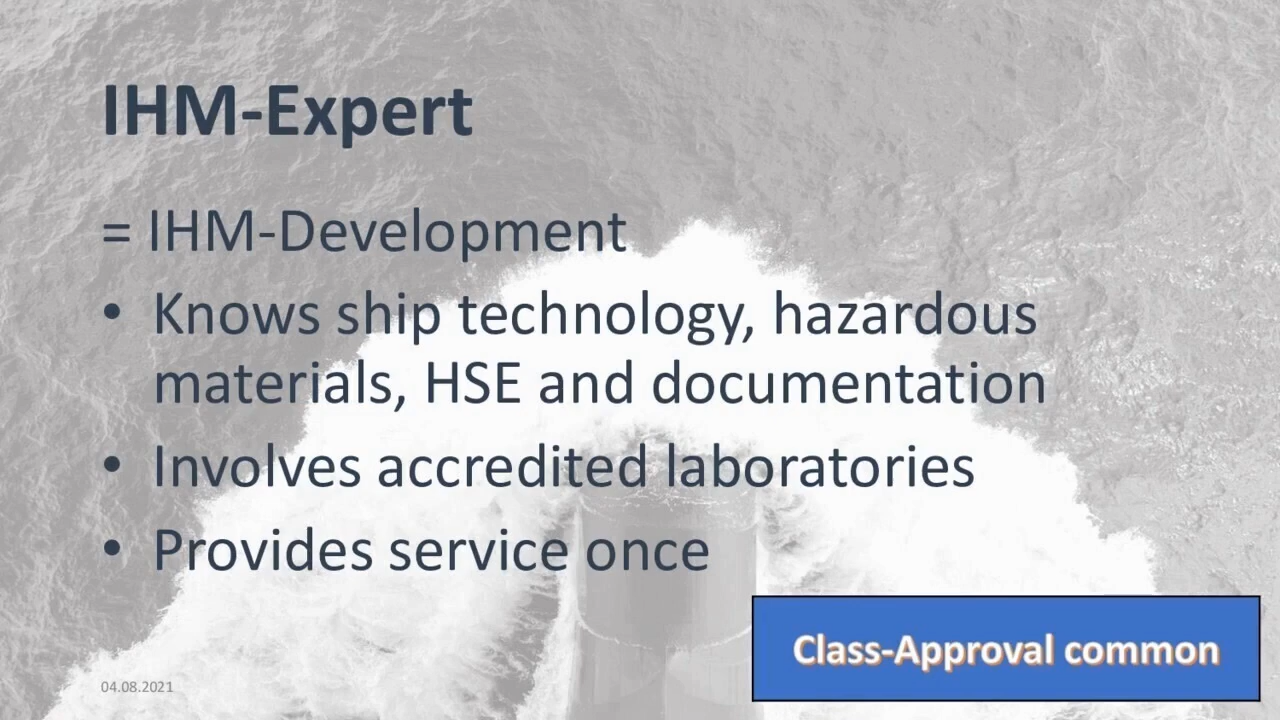 IHM-Expert
= IHM-Development
• Knows ship technology, hazardous
materials, HSE and documentation
• Involves accredited laboratories
• Provides service once
Class-Approval common
04.08.2021